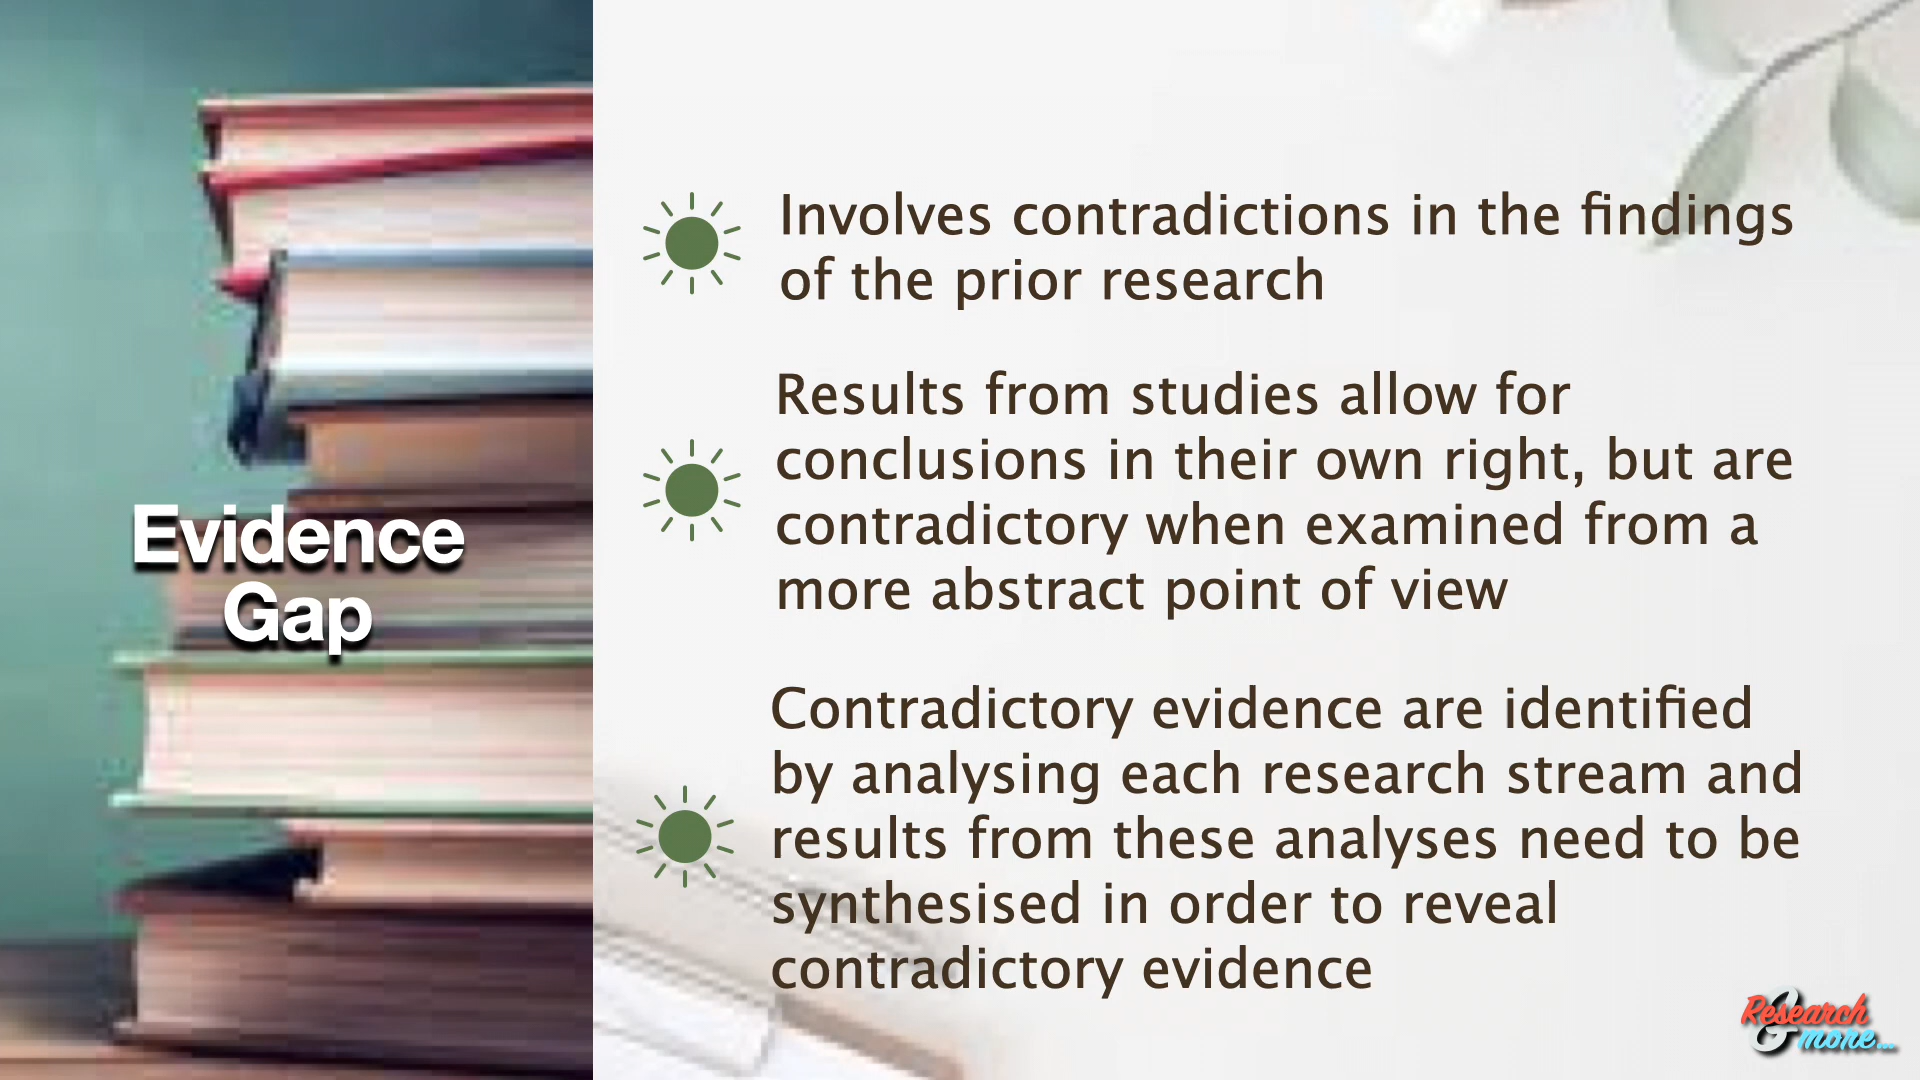 Evidence
Gap
Involves contradictions in the findings
of the prior research
Results from studies allow for
conclusions in their own right, but are
contradictory when examined from a
more abstract point of view
Contradictory evidence are identified
by analysing each research stream and
results from these analyses need to be
synthesised in order to reveal
contradictory evidence
Research
& more...